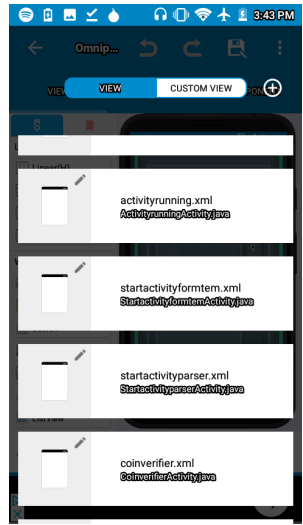 3:43 PM
Omnip...
VIEW
CUSTOM VIEW
activityrunning.xml
ActivityrunningActivity.java
startactivityformtem.xml
StartactivityformtemActivity.java
startactivityparser.xml
StartactivityparserActivity.java
coinverifier.xml
CoinverifierActivity.java